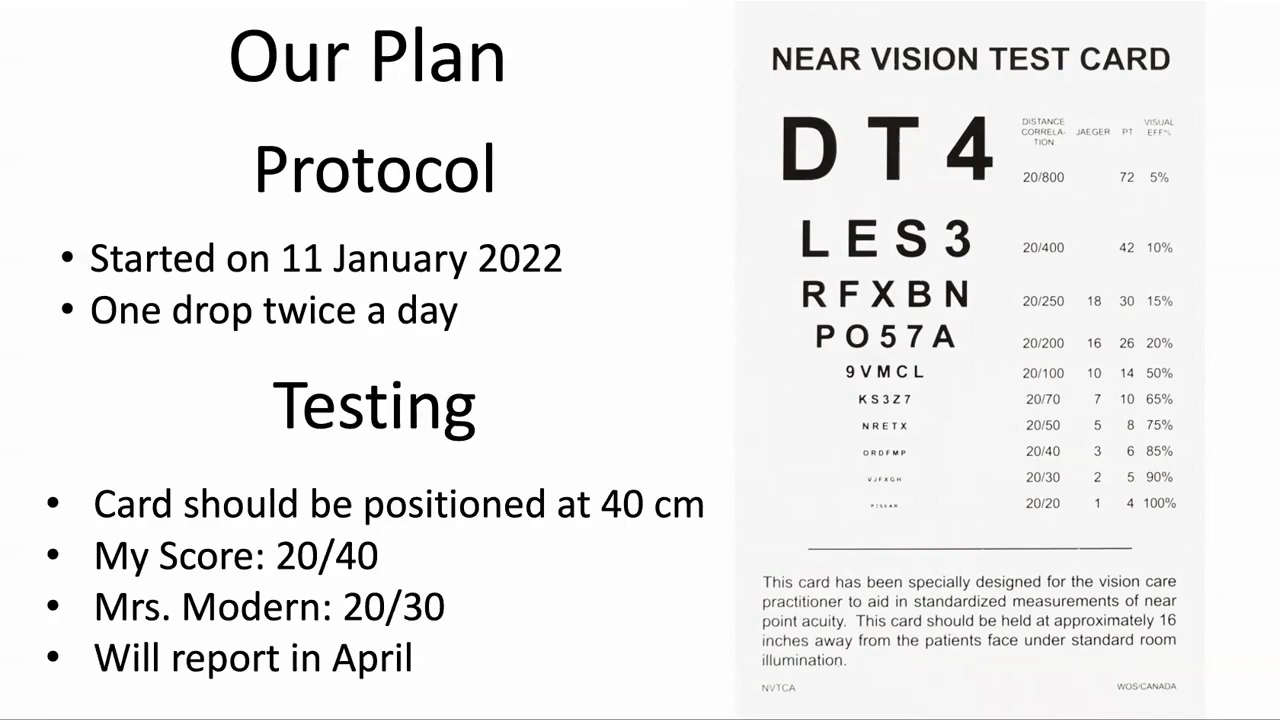 Our Plan
Protocol
• Started on 11 January 2022
• One drop twice a day
Testing
• Card should be positioned at 40 cm
• My Score: 20/40
• Mrs. Modern: 20/30
• Will report in April
NEAR VISION TEST CARD
DISTANCE CORRELA- TION JAEGER PT VISUAL EFF%
D T 4 20/800 72 5%
L E S 3 20/400 42 10%
R F X B N 20/250 18 30 15%
P O 5 7 A 20/200 16 26 20%
9 V M C L 20/100 10 14 50%
K S 3 Z 7 20/70 7 10 65%
N R E T X 20/50 5 8 75%
O R D F M P 20/40 3 6 85%
V J F X G H 20/30 2 5 90%
20/20 1 4 100%
This card has been specially designed for the vision care
practitioner to aid in standardized measurements of near
point acuity. This card should be held at approximately 16
inches away from the patients face under standard room
illumination.
NVTCA WOS/CANADA